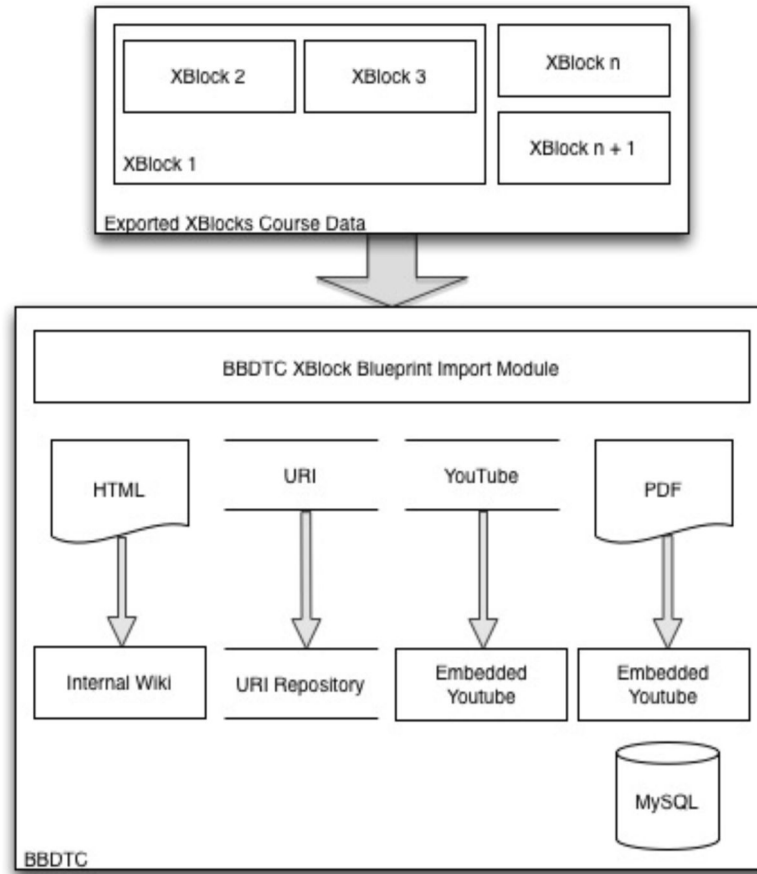 XBlock 2
XBlock 3
XBlock n
XBlock 1
XBlock n + 1
Exported XBlocks Course Data
BBDTC XBlock Blueprint Import Module
HTML
URI
YouTube
PDF
Internal Wiki
URI Repository
Embedded
Youtube
Embedded
Youtube
MySQL
BBDTC